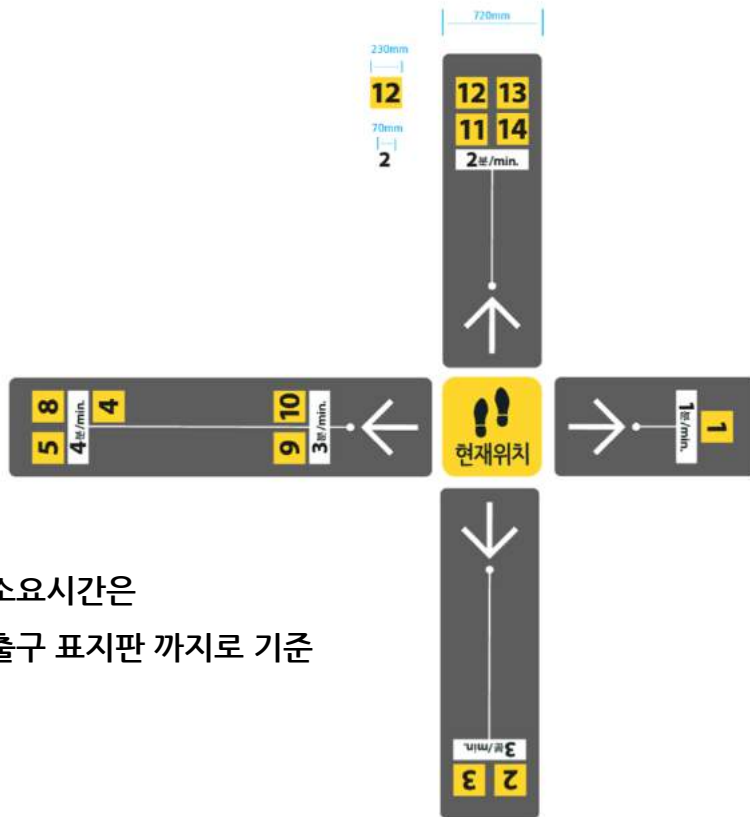 720mm
230mm
12
70mm
2
12 13
11 14
2분/min.
8 4 10
4분/min. 3분/min.
5 9
현재위치
1분/min.
1
소요시간은
출구 표지판 까지로 기준
3분/min.
2 3